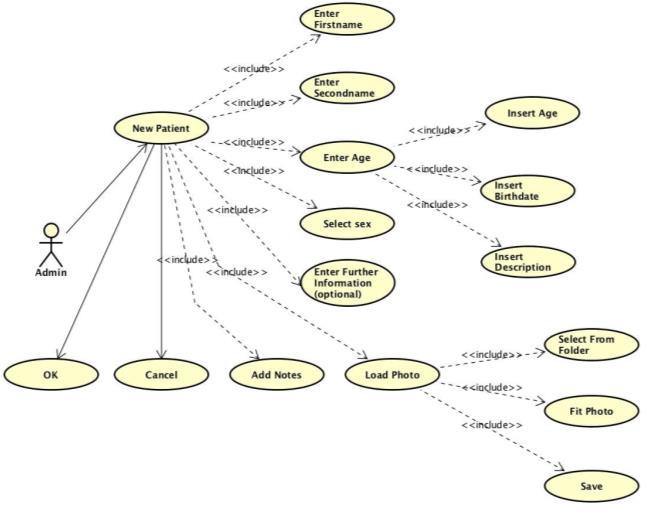 Enter
Firstname
<<include>>
Enter
Secondname
<<include>>
New Patient
<<include>>
Enter Age
<<include>>
Insert Age
<<include>>
Insert
Birthdate
<<include>>
Insert
Description
<<include>>
Select sex
<<include>>
Enter Further
Information
(optional)
Admin
<<include>>
<<include>>
OK
Cancel
Add Notes
Load Photo
<<include>>
Select From
Folder
<<include>>
Fit Photo
<<include>>
Save